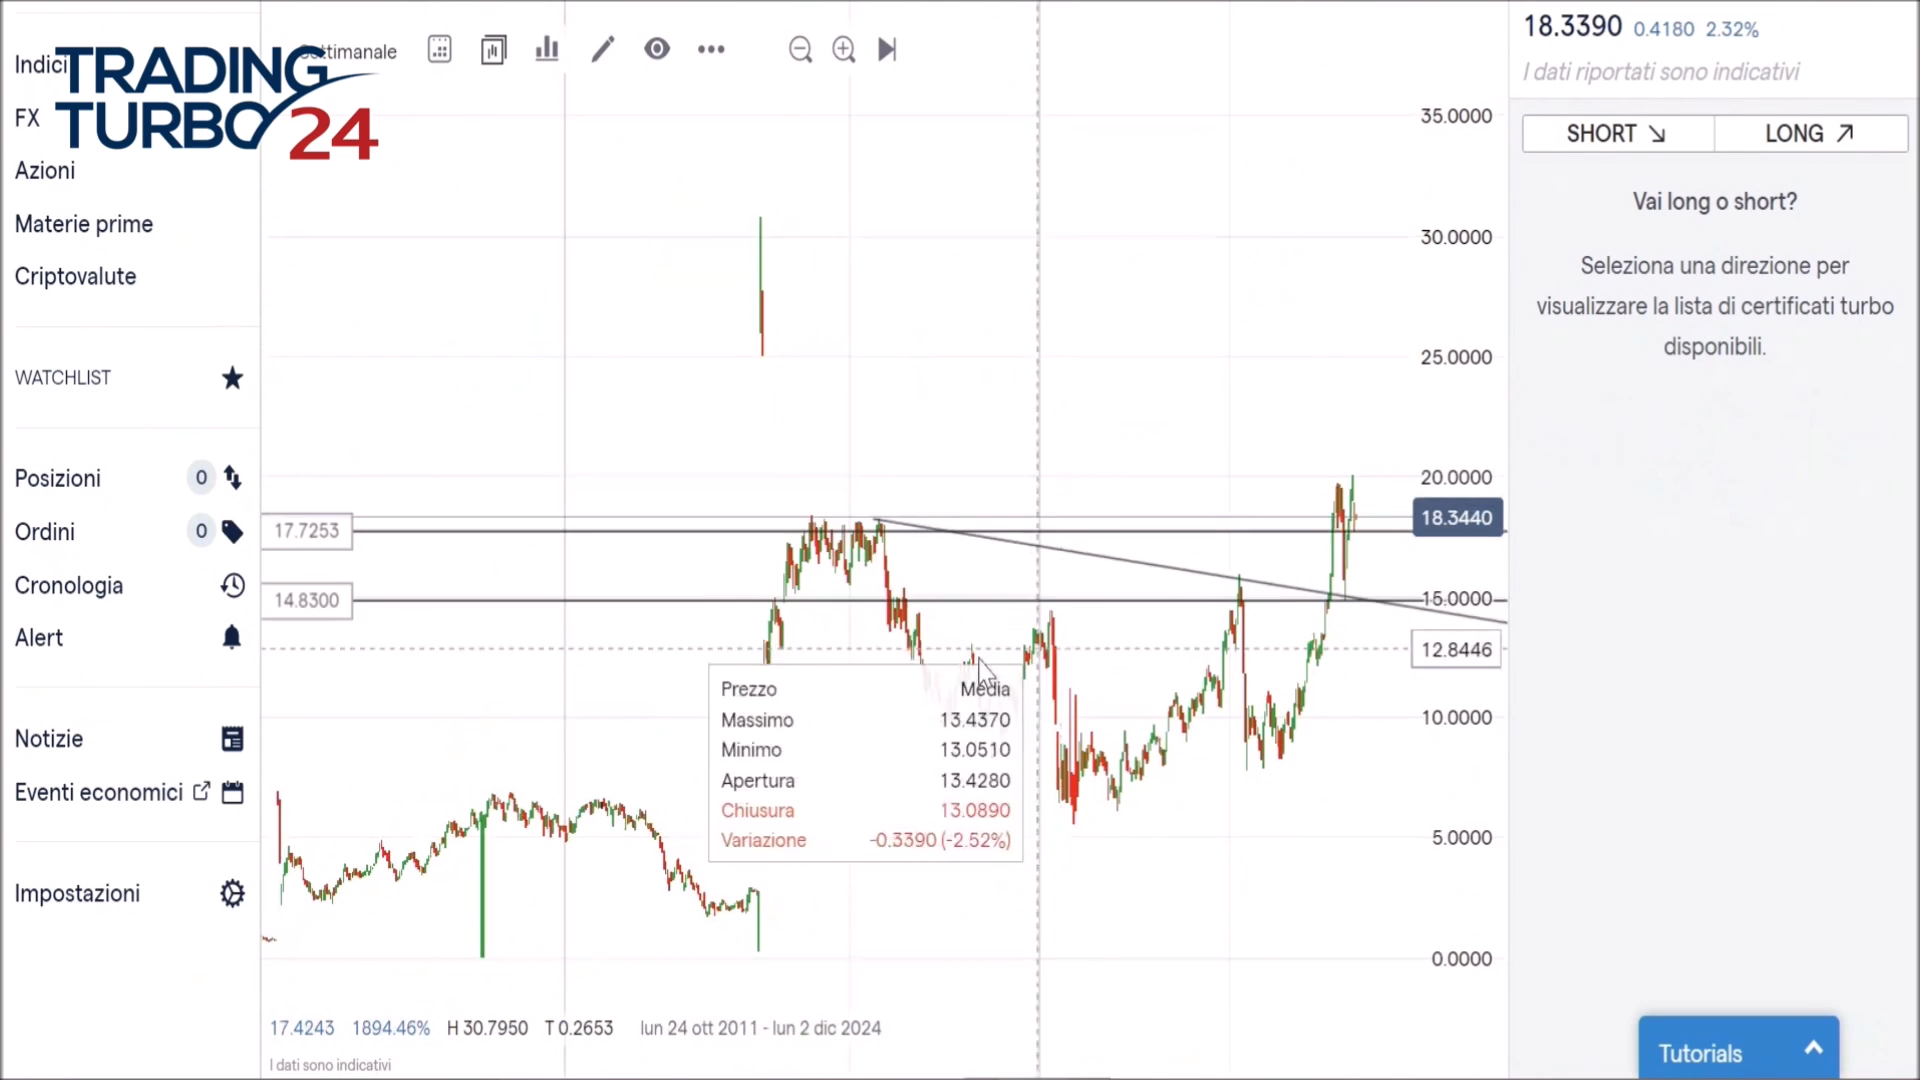 TRADING
TURBO 24
Indici
FX
Azioni
Materie prime
Criptovalute
WATCHLIST
Posizioni 0
Ordini 0
Cronologia
Alert
Notizie
Eventi economici
Impostazioni
35.0000
30.0000
25.0000
20.0000
18.3440
17.7253
14.8300
15.0000
12.8446
10.0000
5.0000
0.0000
Prezzo Media
Massimo 13.4370
Minimo 13.0510
Apertura 13.4280
Chiusura 13.0890
Variazione -0.3390 (-2.52%)
17.4243 1894.46% H 30.7950 T 0.2653 lun 24 ott 2011 - lun 2 dic 2024
I dati sono indicativi
18.3390 0.4180 2.32%
I dati riportati sono indicativi
SHORT LONG
Vai long o short?
Seleziona una direzione per
visualizzare la lista di certificati turbo
disponibili.
Tutorials